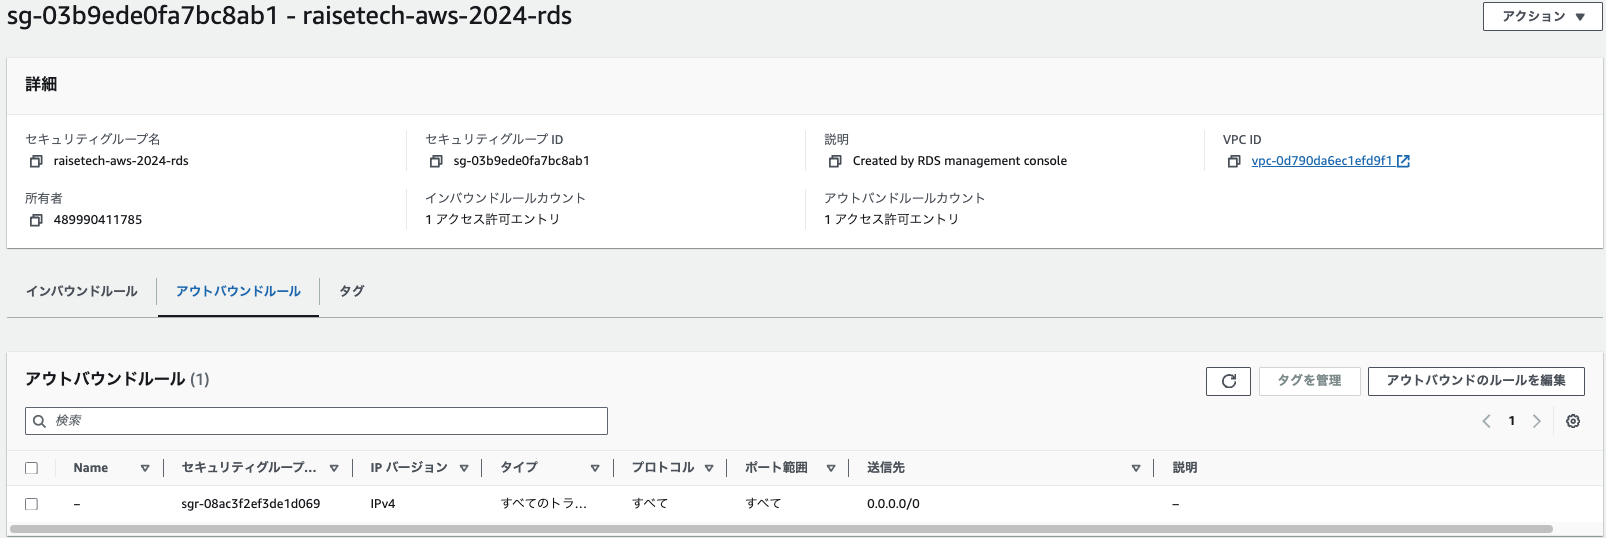 sg-03b9ede0fa7bc8ab1 - raisetech-aws-2024-rds
アクション
詳細
セキュリティグループ名
raisetech-aws-2024-rds
セキュリティグループ ID
sg-03b9ede0fa7bc8ab1
説明
Created by RDS management console
VPC ID
vpc-0d790da6ec1efd9f1
所有者
489990411785
インバウンドルールカウント
1 アクセス許可エントリ
アウトバンドルールカウント
1 アクセス許可エントリ
インバウンドルール
アウトバウンドルール
タグ
アウトバウンドルール (1)
タグを管理
アウトバウンドのルールを編集
検索
1
Name セキュリティグループ... IP バージョン タイプ プロトコル ポート範囲 送信先 説明
– sgr-08ac3f2ef3de1d069 IPv4 すべてのトラ... すべて すべて 0.0.0.0/0 –